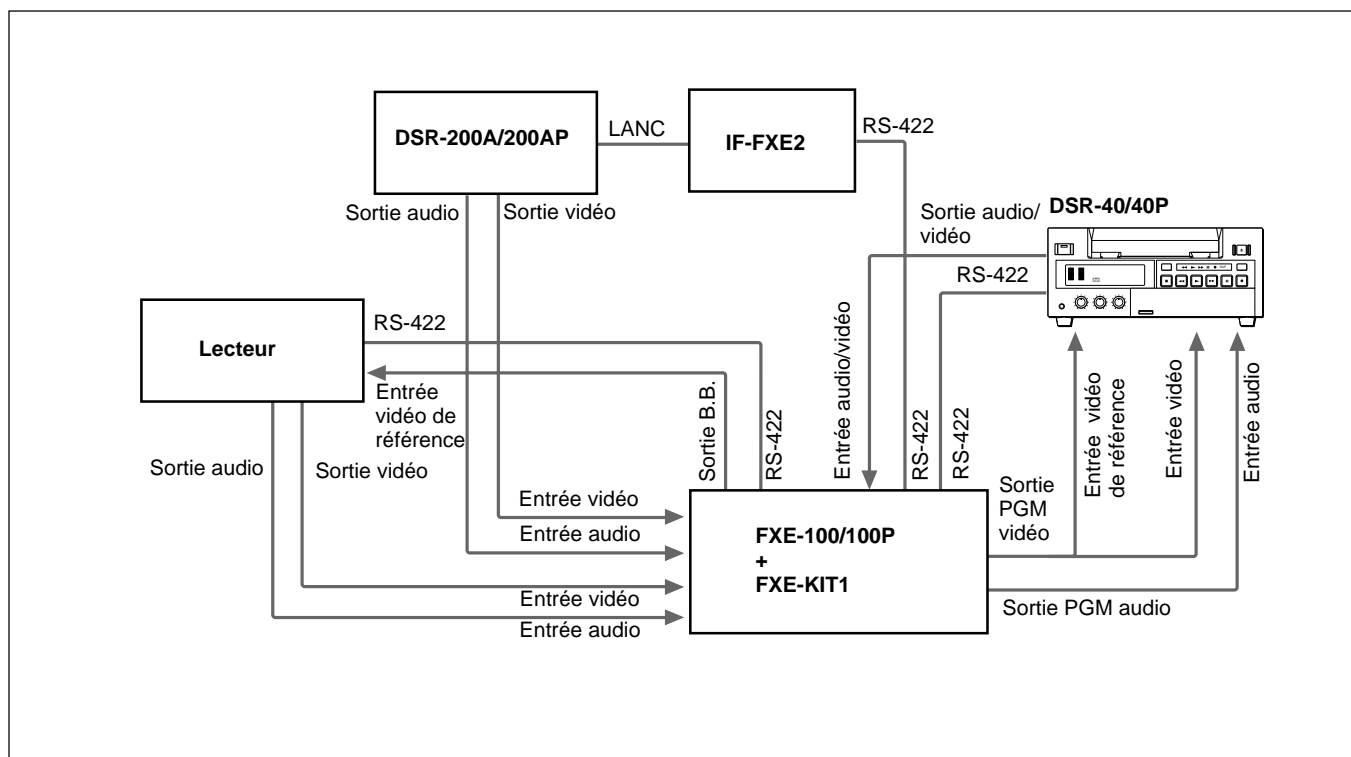 DSR-200A/200AP
LANC
IF-FXE2
RS-422
Sortie audio
Sortie vidéo
Sortie audio/
vidéo
DSR-40/40P
RS-422
Lecteur
RS-422
Entrée
vidéo de
référence
Sortie audio
Sortie vidéo
Sortie B.B.
RS-422
Entrée audio/vidéo
RS-422
RS-422
Entrée vidéo
Entrée audio
Entrée vidéo
Entrée audio
FXE-100/100P
+
FXE-KIT1
Sortie
PGM
vidéo
Entrée vidéo
de référence
Entrée vidéo
Entrée audio
Sortie PGM audio